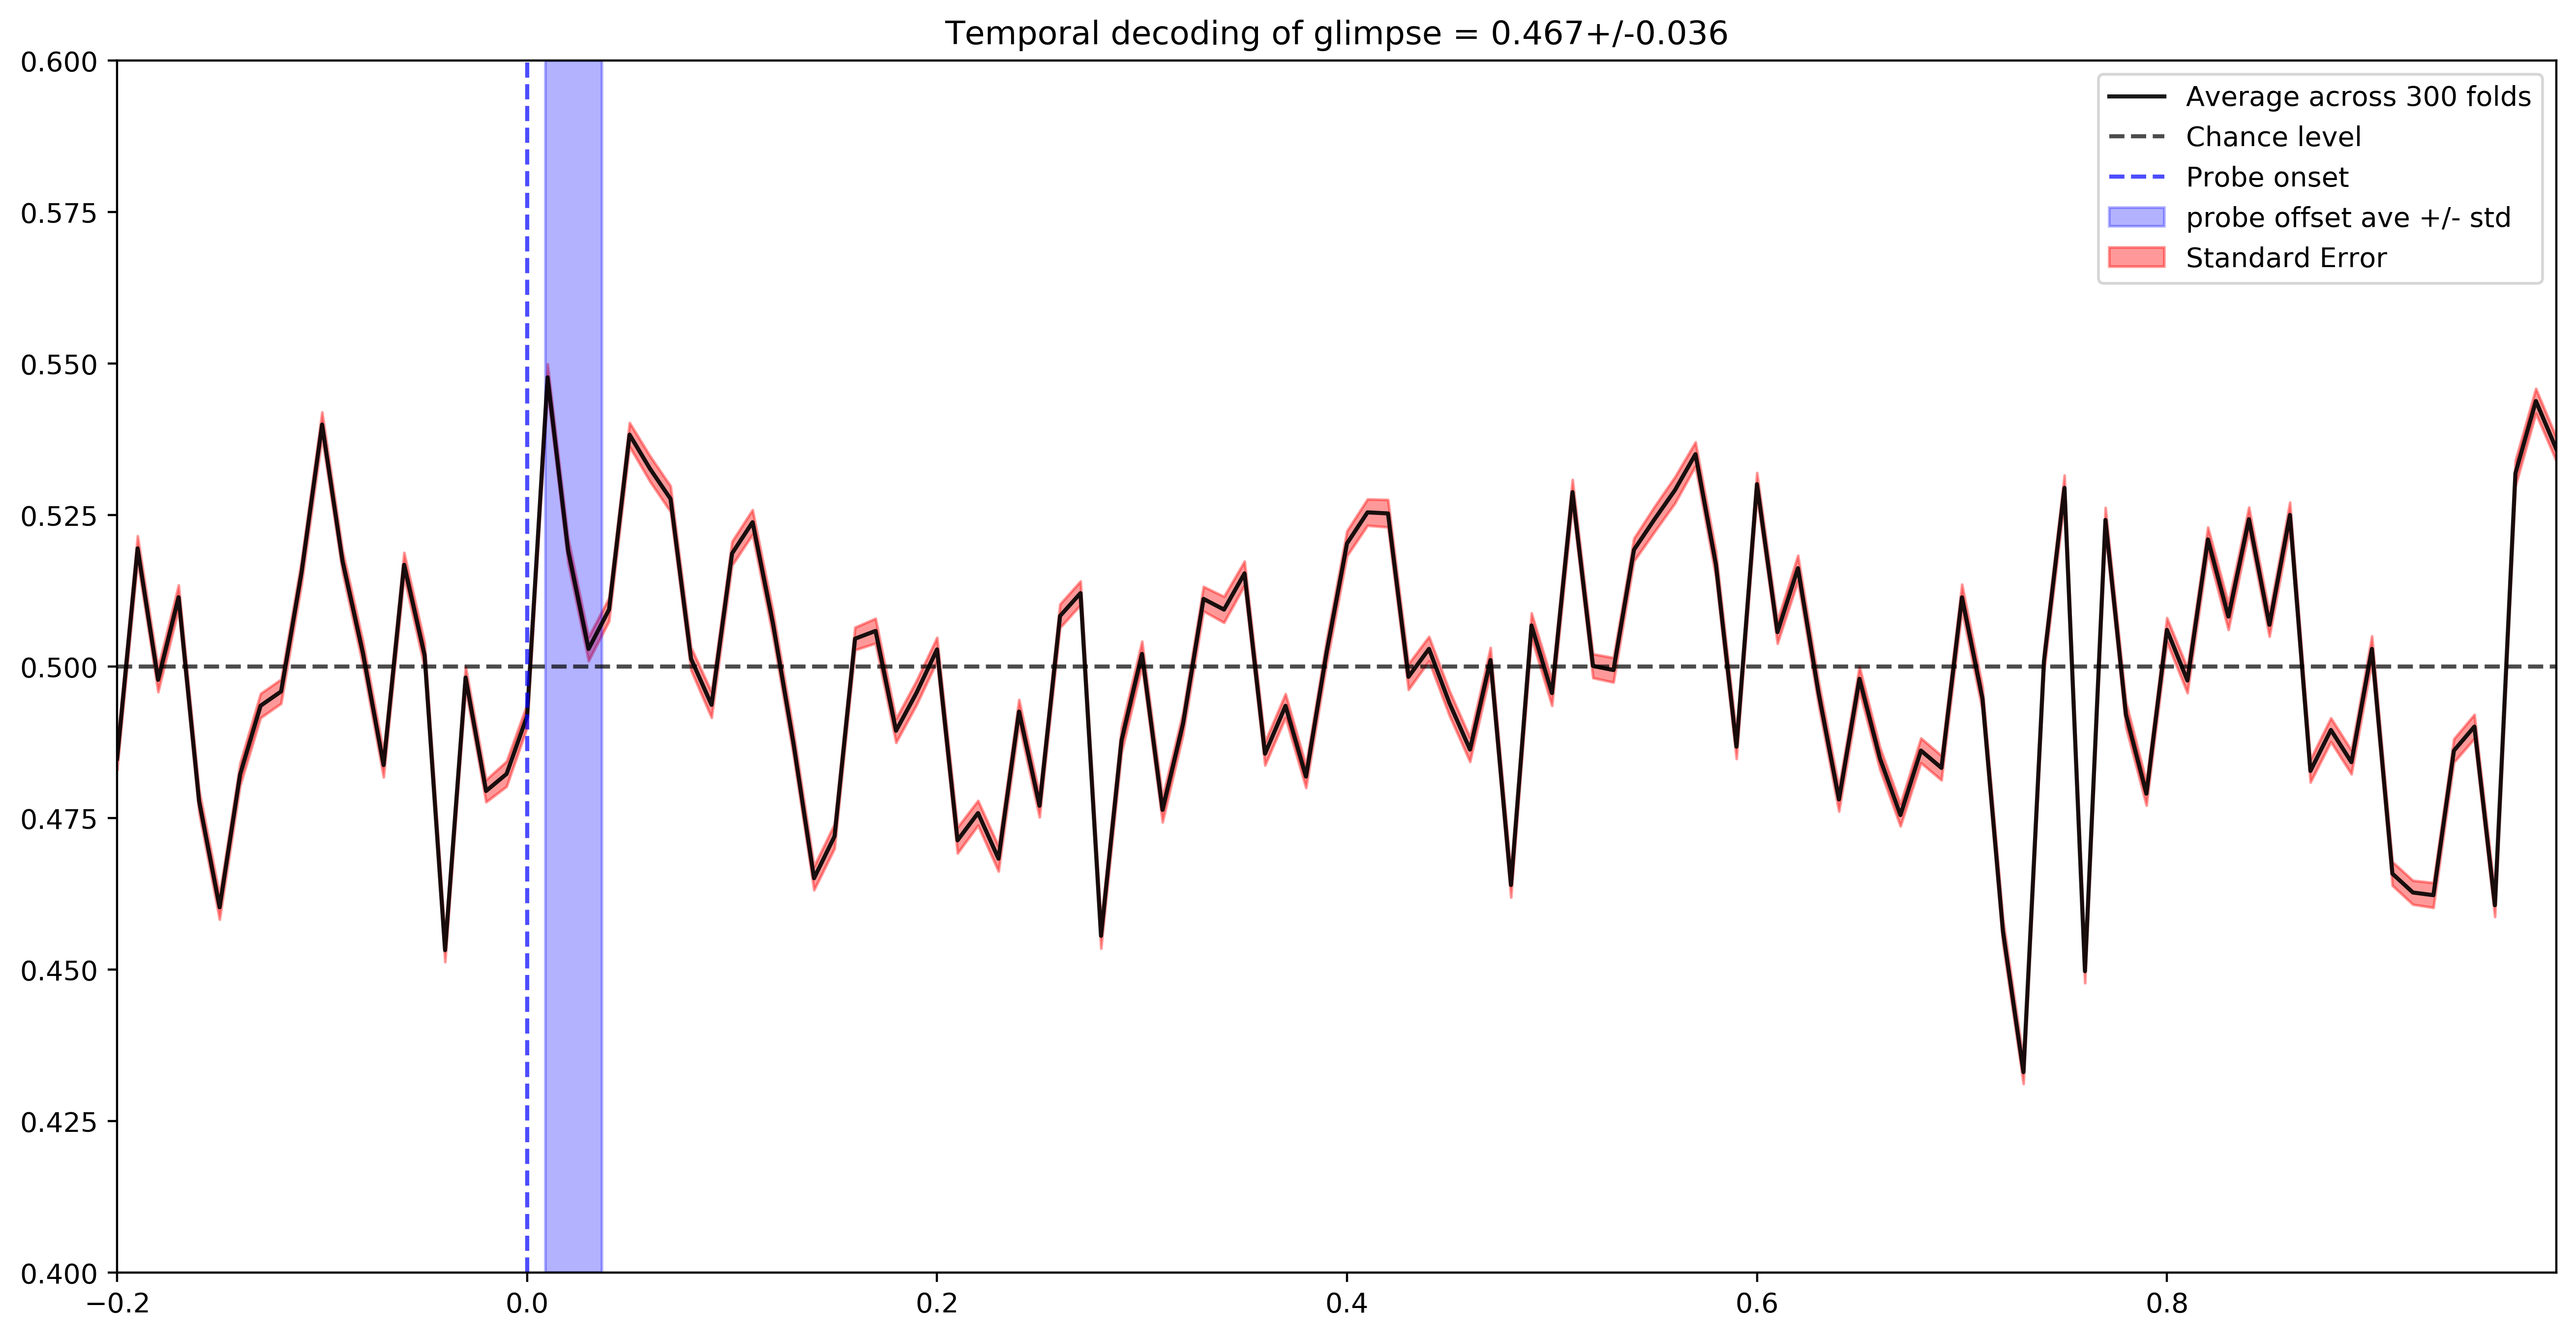 Temporal decoding of glimpse = 0.467+/-0.036
0.600
0.575
0.550
0.525
0.500
0.475
0.450
0.425
0.400
Average across 300 folds
Chance level
Probe onset
probe offset ave +/- std
Standard Error
−0.2
0.0
0.2
0.4
0.6
0.8